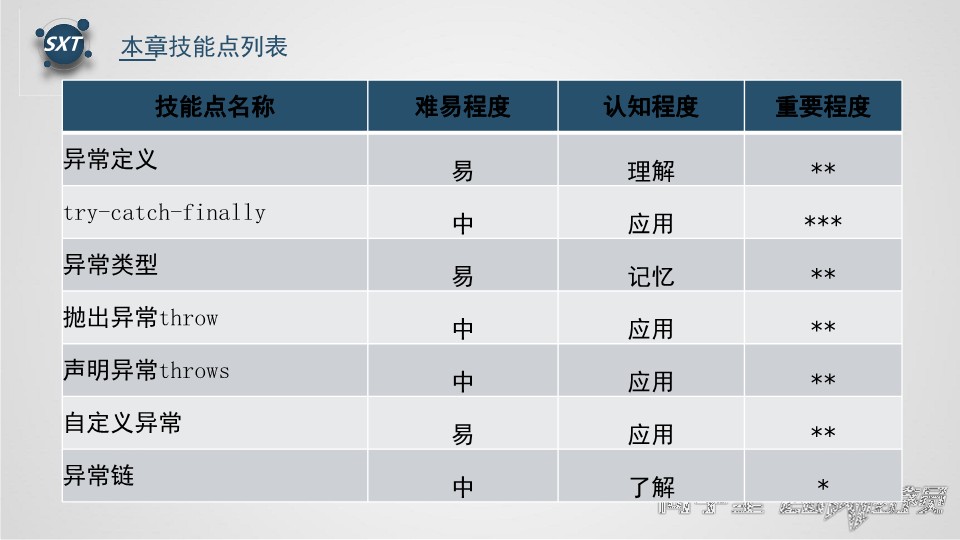 SXT
本章技能点列表
技能点名称 难易程度 认知程度 重要程度
异常定义 易 理解 **
try-catch-finally 中 应用 ***
异常类型 易 记忆 **
抛出异常throw 中 应用 **
声明异常throws 中 应用 **
自定义异常 易 应用 **
异常链 中 了解 *